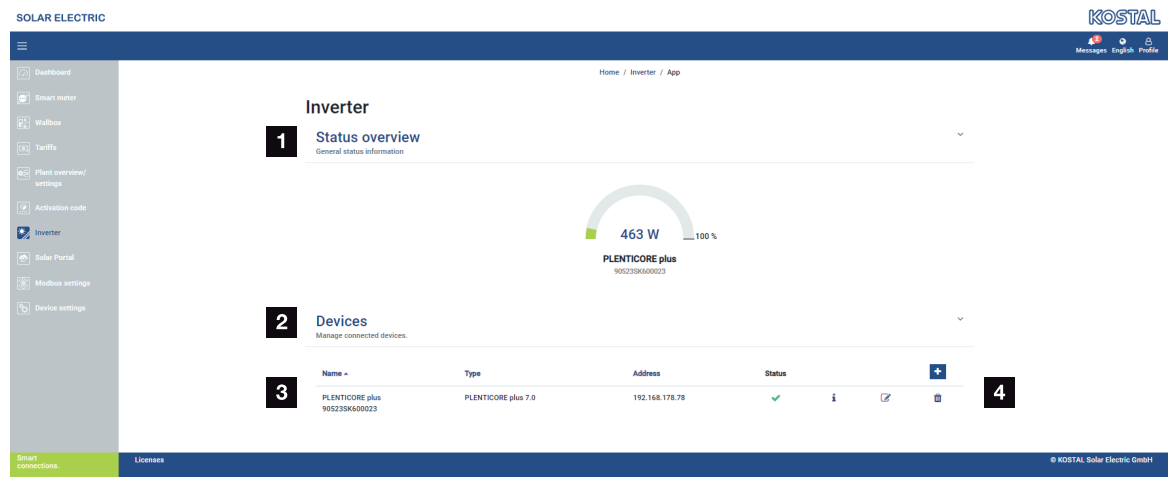 SOLAR ELECTRIC
KOSTAL
2
Messages English Profile
Home / Inverter / App
Dashboard
Smart meter
Wallbox
Tariffs
Plant overview/
settings
Activation code
Inverter
Solar Portal
Modbus settings
Device settings
Inverter
1
Status overview
General status information
463 W
100 %
PLENTICORE plus
90523SK600023
2
Devices
Manage connected devices.
Name Type Address Status
3
PLENTICORE plus PLENTICORE plus 7.0 192.168.178.78
90523SK600023
4
Smart
connections.
Licenses
© KOSTAL Solar Electric GmbH